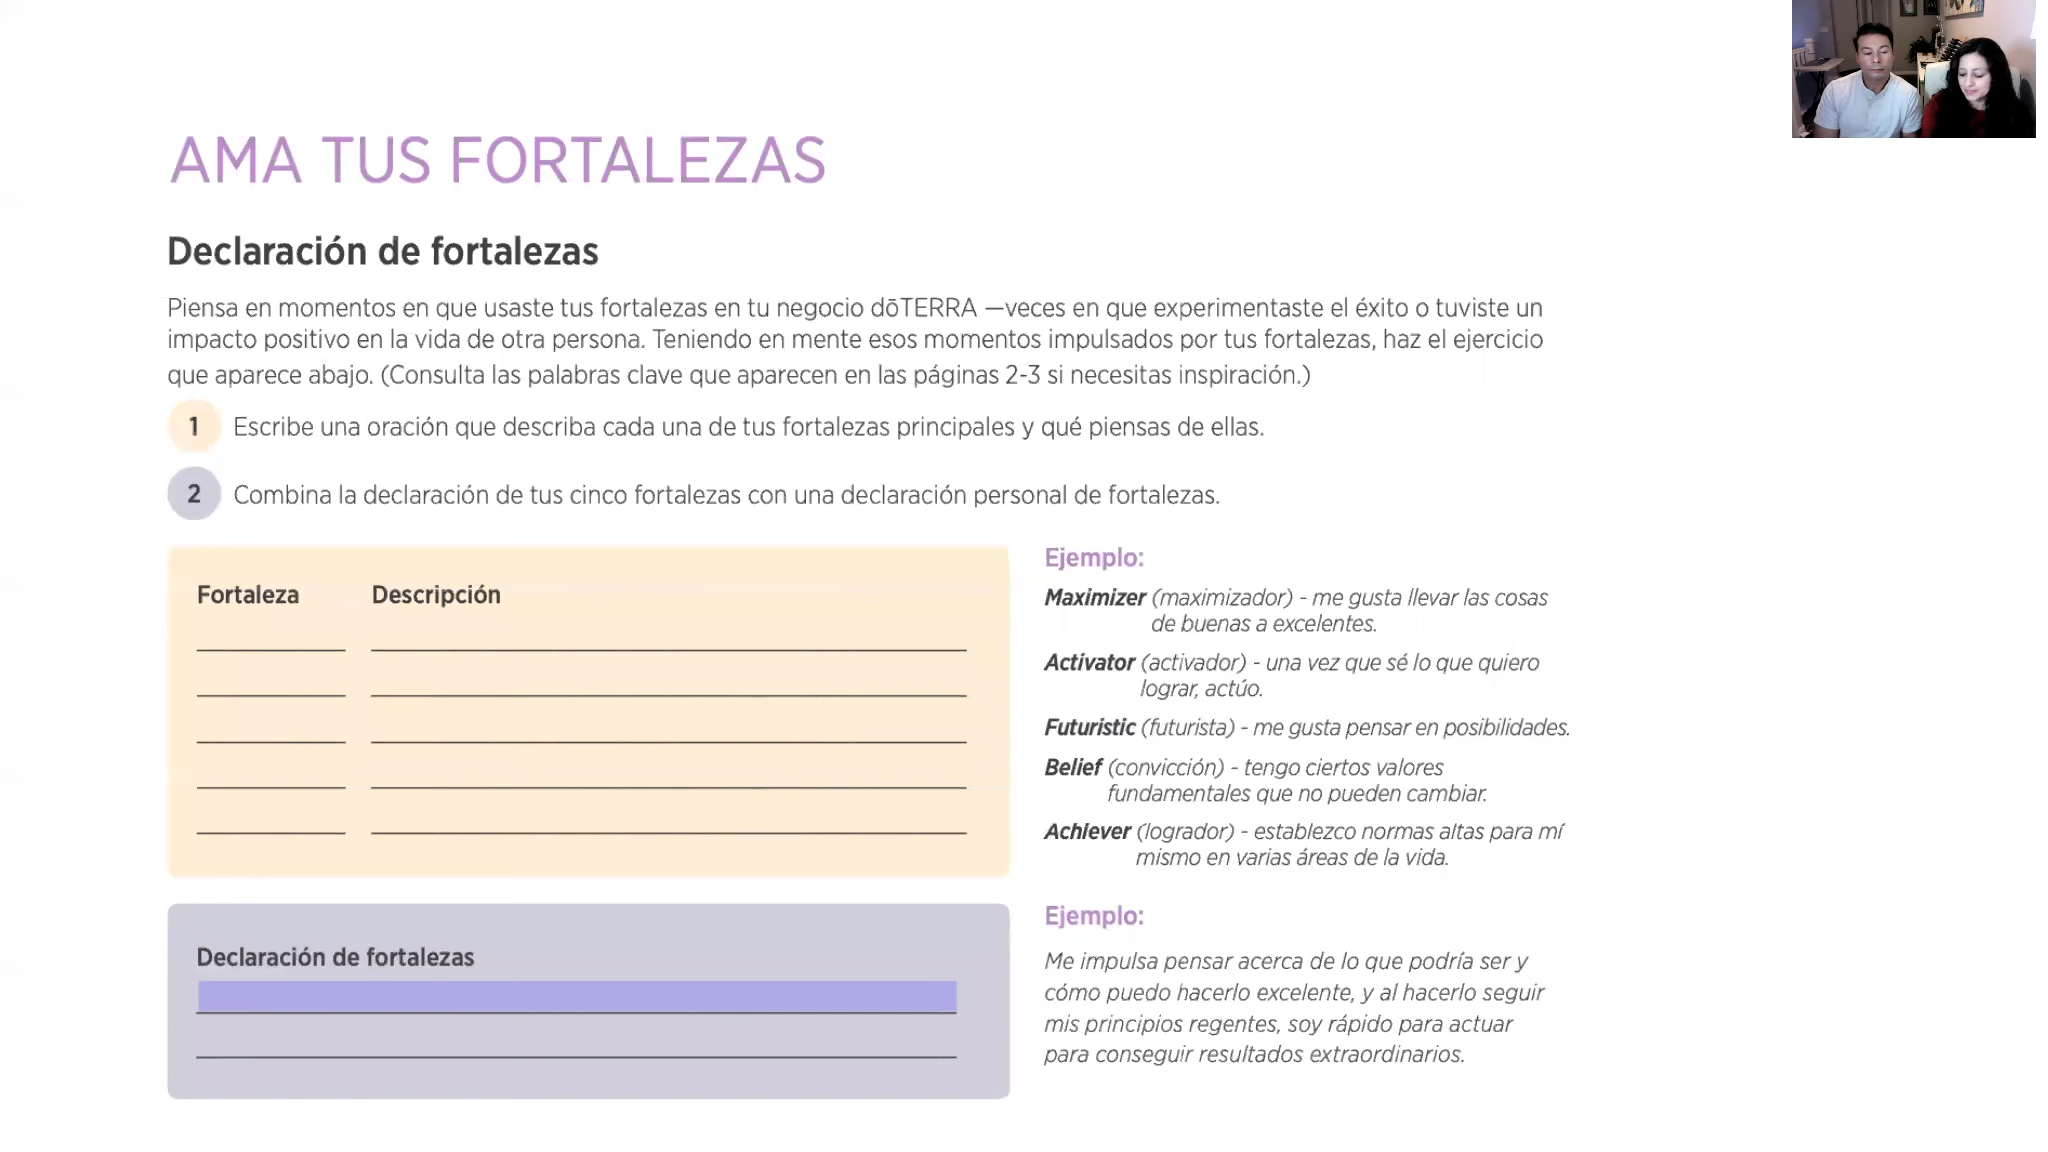 AMA TUS FORTALEZAS
Declaración de fortalezas
Piensa en momentos en que usaste tus fortalezas en tu negocio dōTERRA —veces en que experimentaste el éxito o tuviste un
impacto positivo en la vida de otra persona. Teniendo en mente esos momentos impulsados por tus fortalezas, haz el ejercicio
que aparece abajo. (Consulta las palabras clave que aparecen en las páginas 2-3 si necesitas inspiración.)
1 Escribe una oración que describa cada una de tus fortalezas principales y qué piensas de ellas.
2 Combina la declaración de tus cinco fortalezas con una declaración personal de fortalezas.
Fortaleza Descripción
Ejemplo:
Maximizer (maximizador) - me gusta llevar las cosas
de buenas a excelentes.
Activator (activador) - una vez que sé lo que quiero
lograr, actúo.
Futuristic (futurista) - me gusta pensar en posibilidades.
Belief (convicción) - tengo ciertos valores
fundamentales que no pueden cambiar.
Achiever (logrador) - establezco normas altas para mí
mismo en varias áreas de la vida.
Declaración de fortalezas
Ejemplo:
Me impulsa pensar acerca de lo que podría ser y
cómo puedo hacerlo excelente, y al hacerlo seguir
mis principios regentes, soy rápido para actuar
para conseguir resultados extraordinarios.